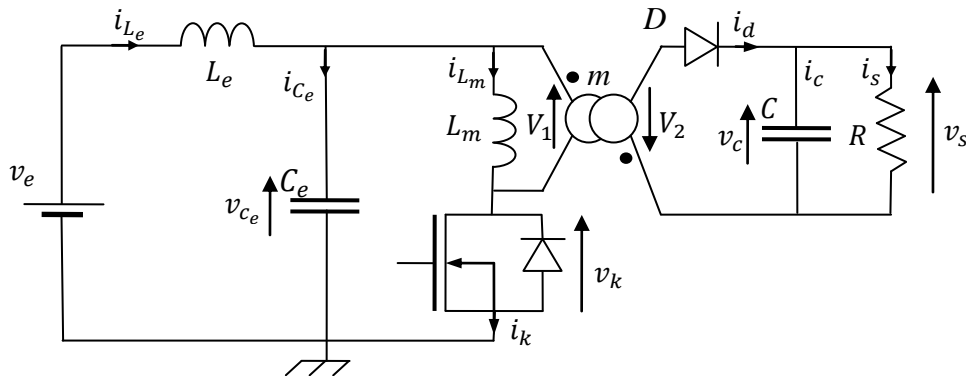 i_{L_e}
D
i_d
L_e
i_{C_e}
i_{L_m}
m
i_c
i_s
L_m
V_1
V_2
C
v_c
R
v_s
v_e
C_e
v_{c_e}
v_k
i_k